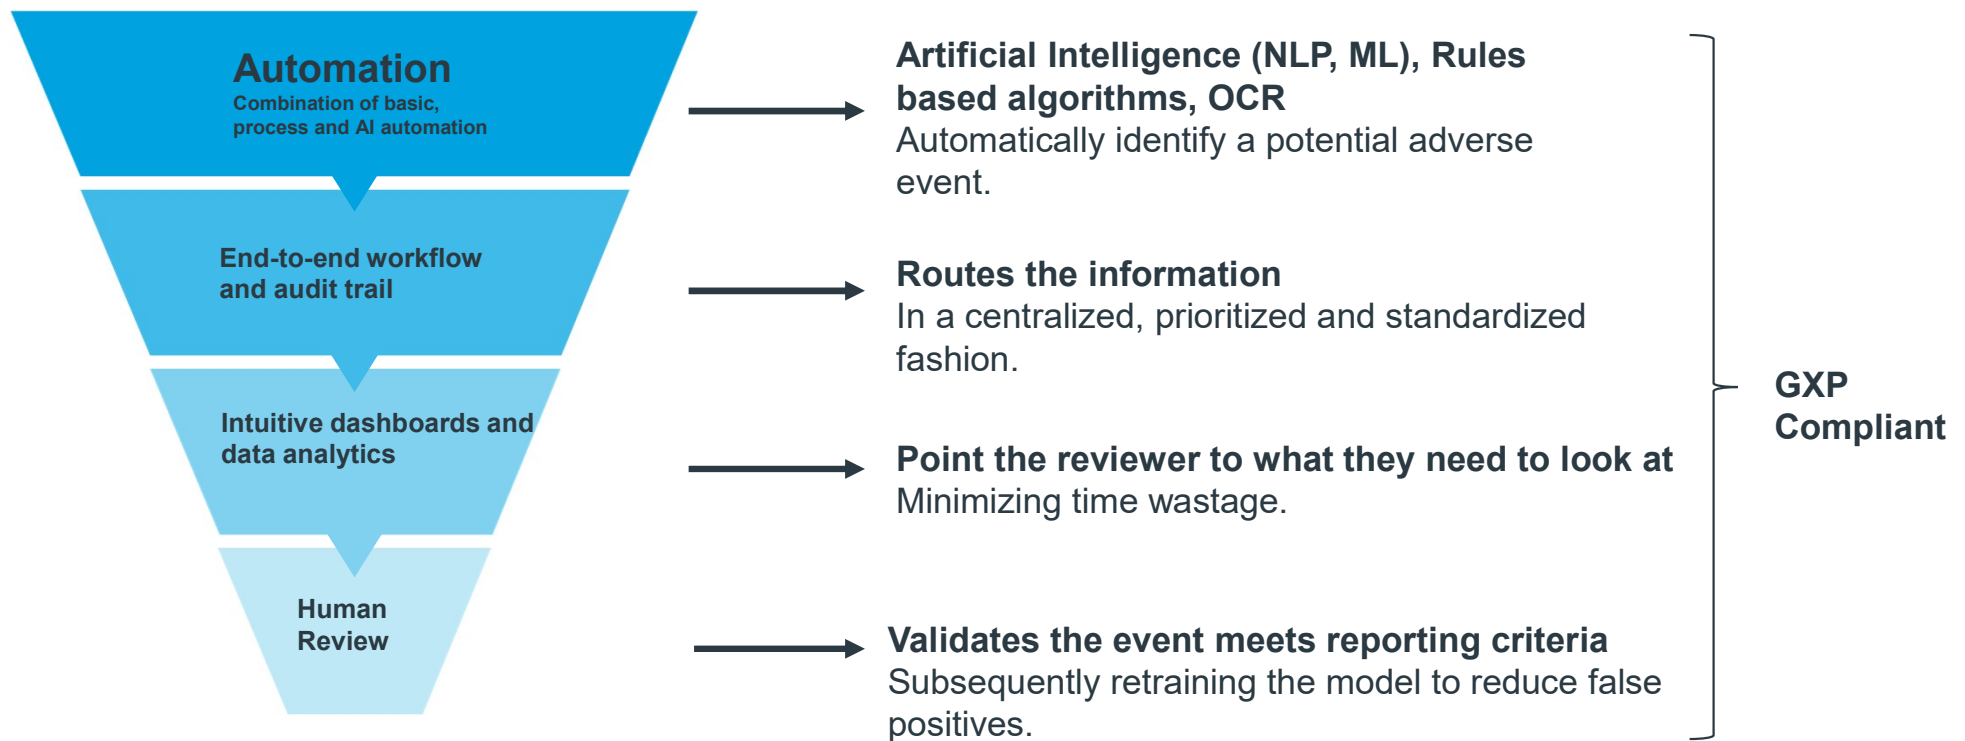 Automation
Combination of basic,
process and AI automation
Artificial Intelligence (NLP, ML), Rules
based algorithms, OCR
Automatically identify a potential adverse
event.
End-to-end workflow
and audit trail
Routes the information
In a centralized, prioritized and standardized
fashion.
Intuitive dashboards and
data analytics
Point the reviewer to what they need to look at
Minimizing time wastage.
Human
Review
Validates the event meets reporting criteria
Subsequently retraining the model to reduce false
positives.
GXP
Compliant